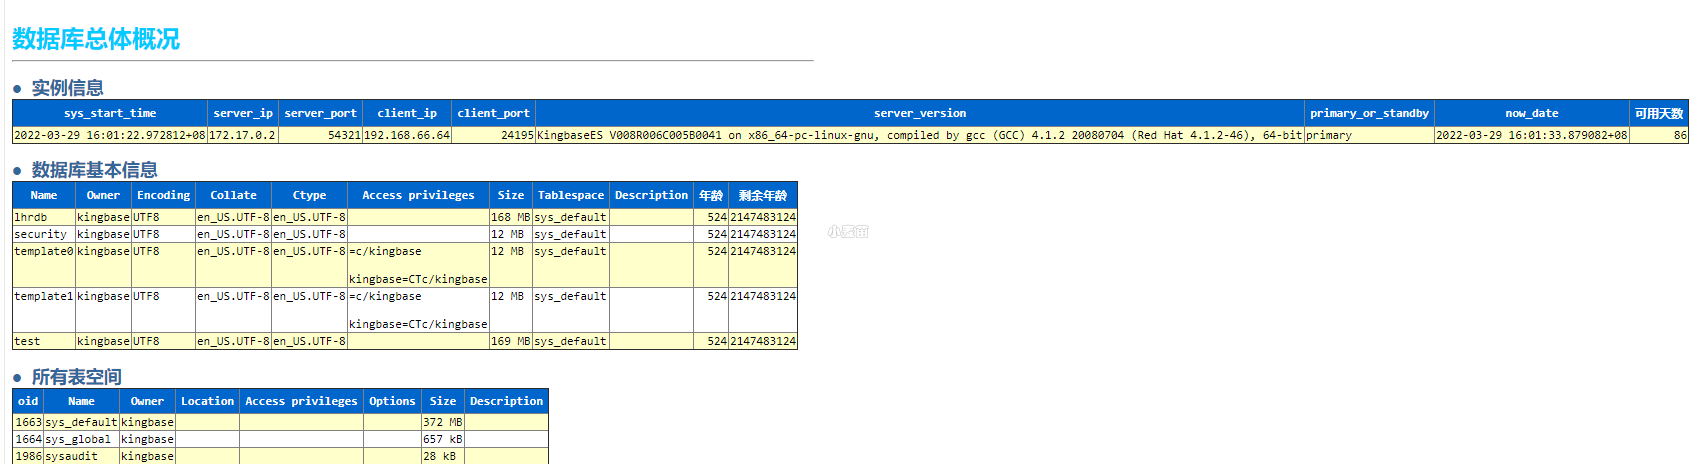 数据库总体概况
● 实例信息
sys_start_time server_ip server_port client_ip client_port server_version primary_or_standby now_date 可用天数
2022-03-29 16:01:22.972812+08 172.17.0.2 54321 192.168.66.64 24195 KingbaseES V008R006C005B0041 on x86_64-pc-linux-gnu, compiled by gcc (GCC) 4.1.2 20080704 (Red Hat 4.1.2-46), 64-bit primary 2022-03-29 16:01:33.879082+08 86
● 数据库基本信息
Name Owner Encoding Collate Ctype Access privileges Size Tablespace Description 年龄 剩余年龄
lhrdb kingbase UTF8 en_US.UTF-8 en_US.UTF-8 168 MB sys_default 524 2147483124
security kingbase UTF8 en_US.UTF-8 en_US.UTF-8 12 MB sys_default 524 2147483124
template0 kingbase UTF8 en_US.UTF-8 en_US.UTF-8 =c/kingbase 12 MB sys_default 524 2147483124
kingbase=CTc/kingbase
template1 kingbase UTF8 en_US.UTF-8 en_US.UTF-8 =c/kingbase 12 MB sys_default 524 2147483124
kingbase=CTc/kingbase
test kingbase UTF8 en_US.UTF-8 en_US.UTF-8 169 MB sys_default 524 2147483124
● 所有表空间
oid Name Owner Location Access privileges Options Size Description
1663 sys_default kingbase 372 MB
1664 sys_global kingbase 657 kB
1986 sysaudit kingbase 28 kB